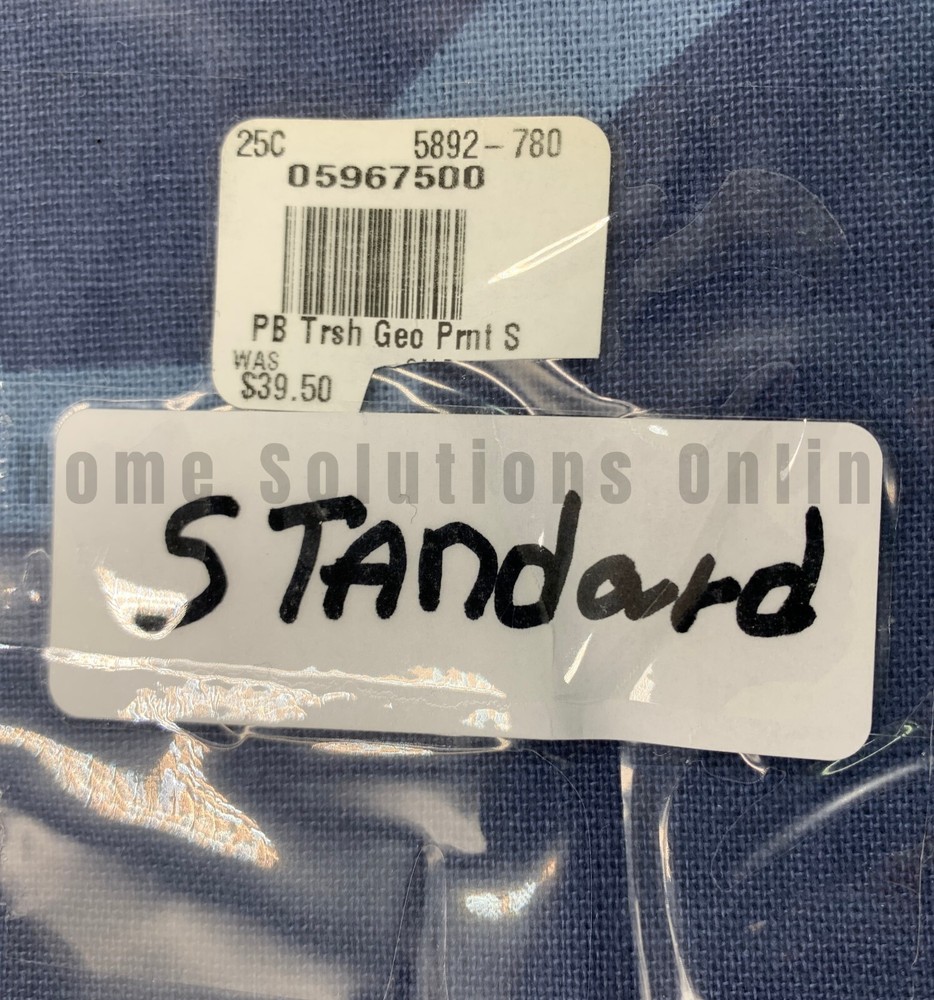 25C 5892-780
05967500
PB Trsh Geo Prnt S
WAS
$39.50
ome Solutions Onlin
STAndard